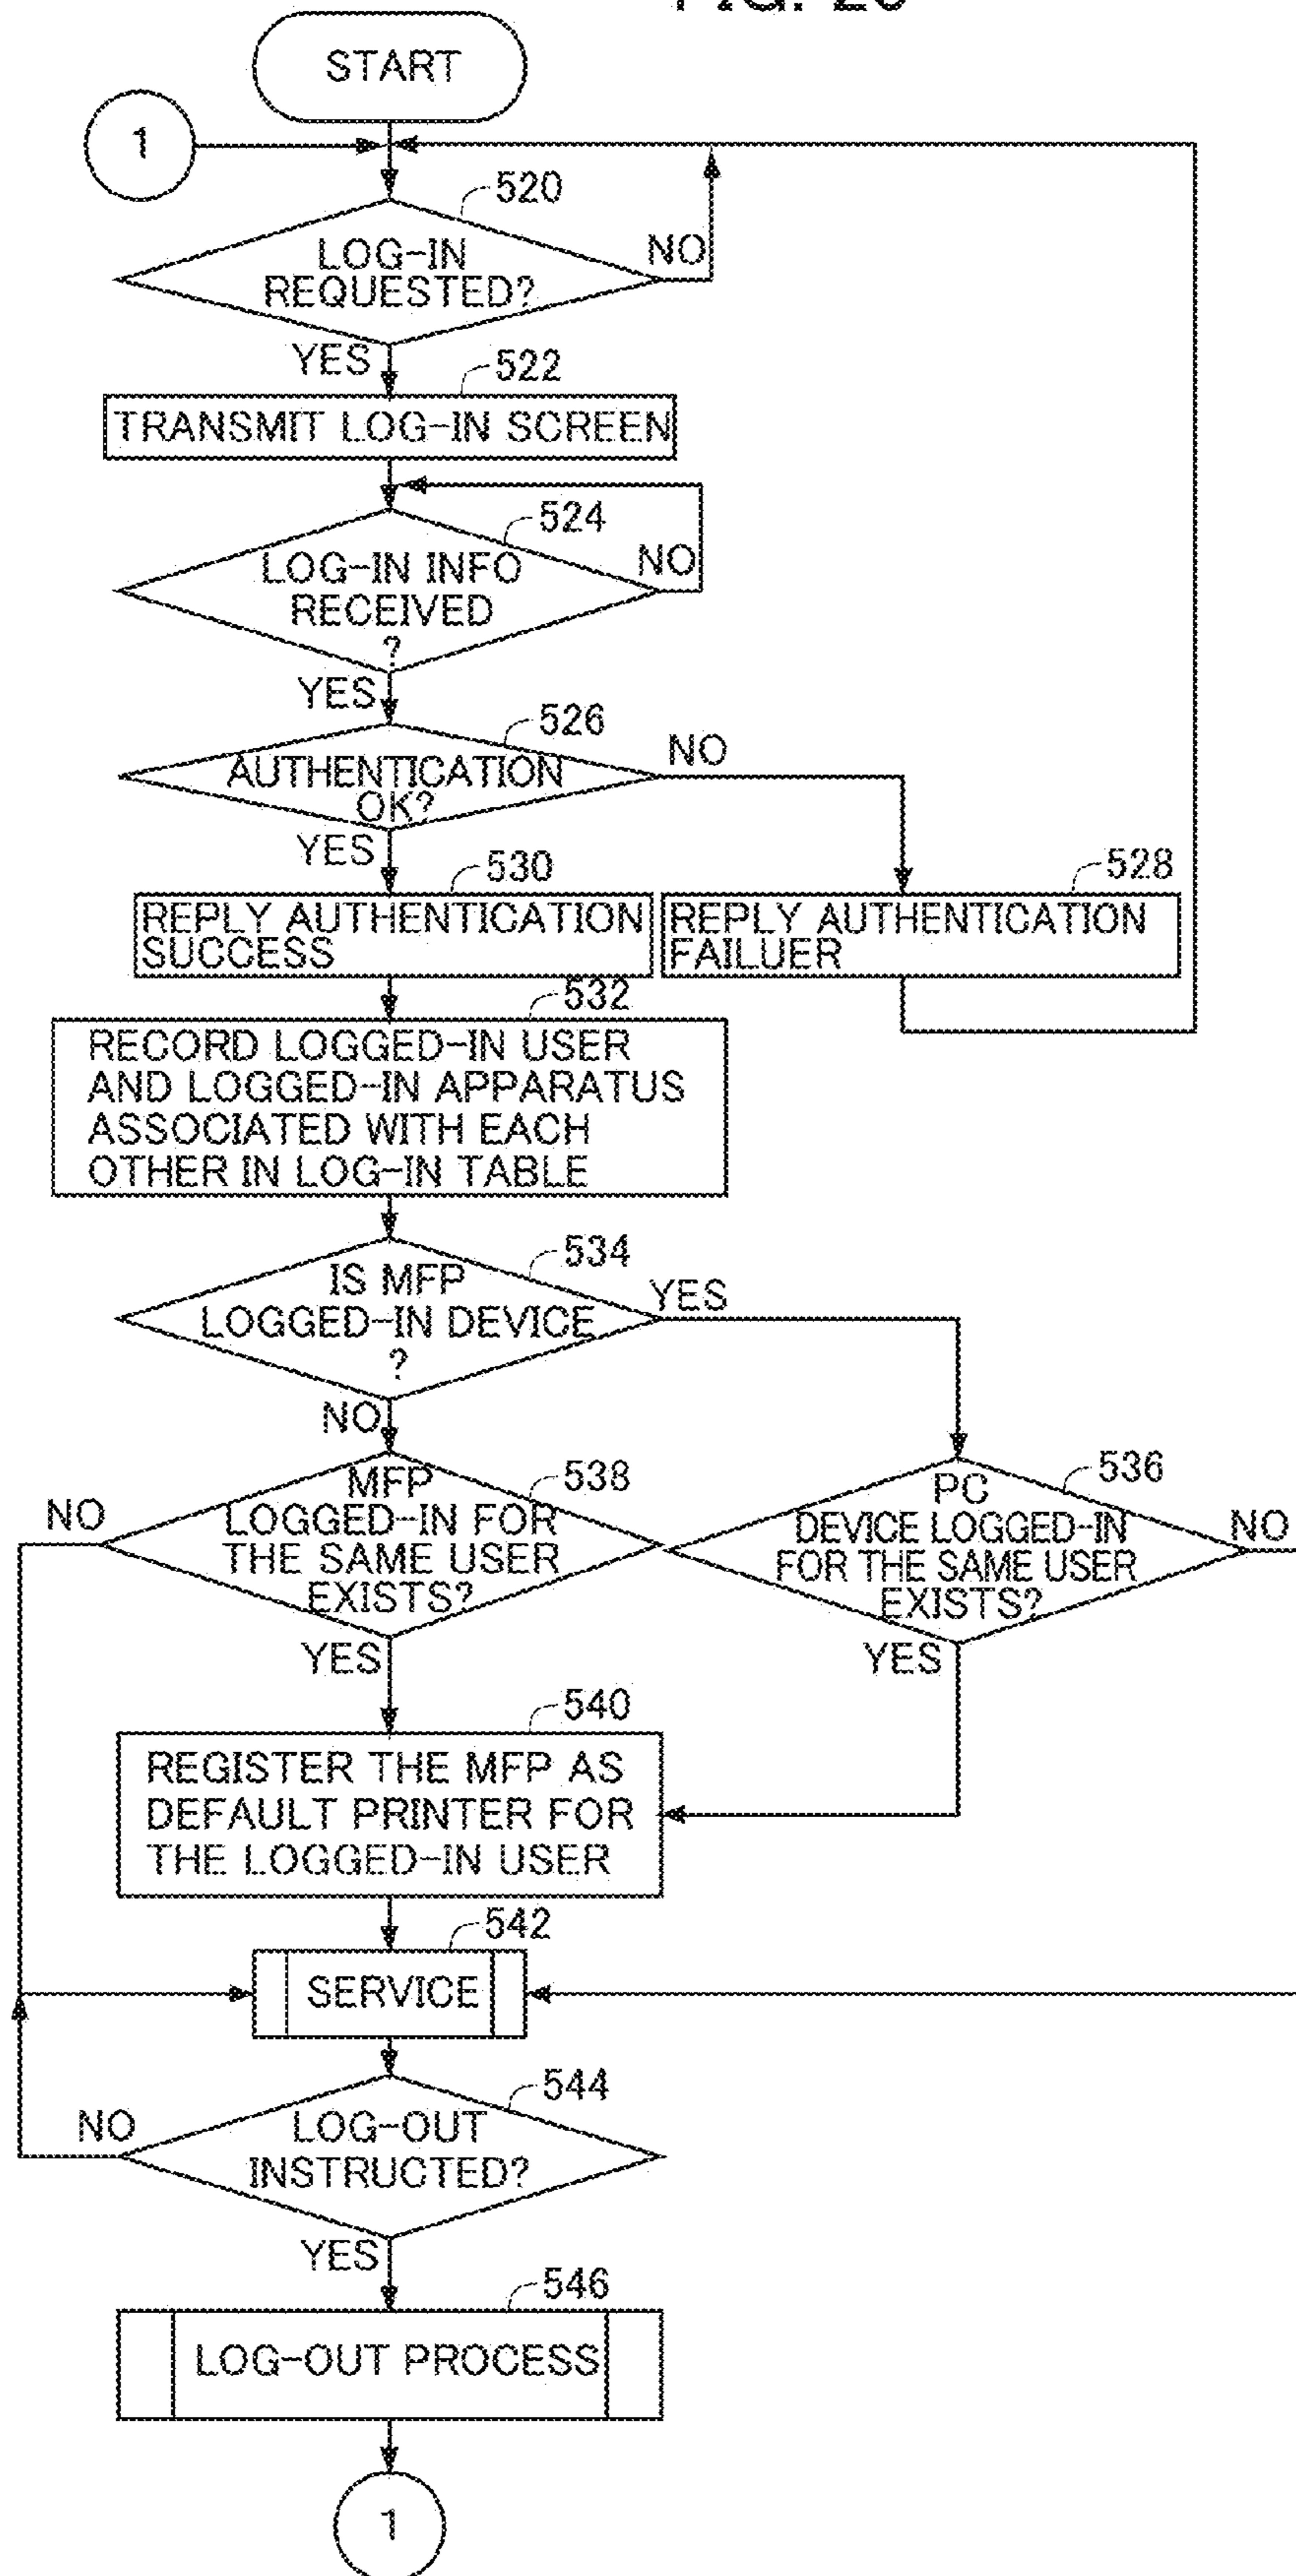 START
1
520
LOG-IN
REQUESTED?
NO
YES
522
TRANSMIT LOG-IN SCREEN
524
LOG-IN INFO
RECEIVED
?
NO
YES
526
AUTHENTICATION
OK?
NO
YES
530
REPLY AUTHENTICATION
SUCCESS
528
REPLY AUTHENTICATION
FAILUER
532
RECORD LOGGED-IN USER
AND LOGGED-IN APPARATUS
ASSOCIATED WITH EACH
OTHER IN LOG-IN TABLE
534
IS MFP
LOGGED-IN DEVICE
?
YES
NO
538
MFP
LOGGED-IN FOR
THE SAME USER
EXISTS?
NO
YES
536
PC
DEVICE LOGGED-IN
FOR THE SAME USER
EXISTS?
NO
YES
540
REGISTER THE MFP AS
DEFAULT PRINTER FOR
THE LOGGED-IN USER
542
SERVICE
544
LOG-OUT
INSTRUCTED?
NO
YES
546
LOG-OUT PROCESS
1